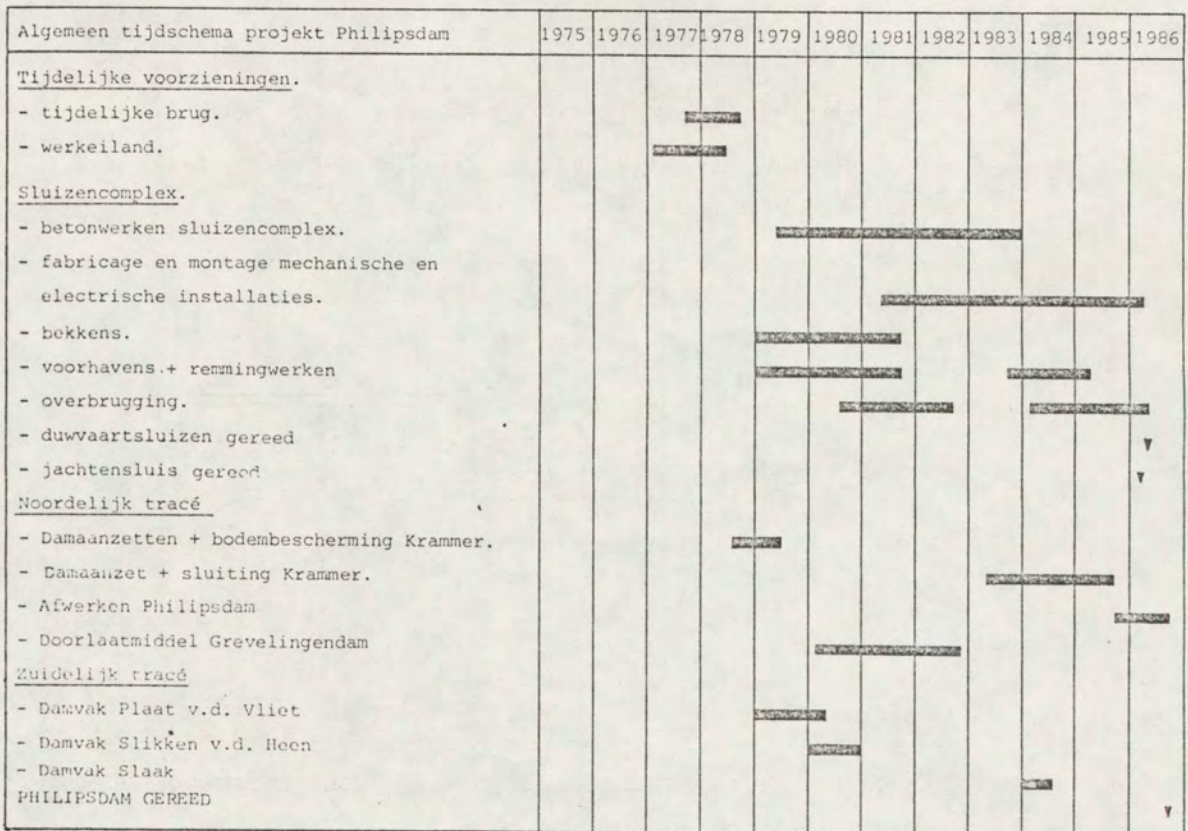 Algemeen tijdschema projekt Philipsdam 1975 1976 1977 1978 1979 1980 1981 1982 1983 1984 1985 1986
Tijdelijke voorzieningen.
- tijdelijke brug.
- werkeiland.
Sluizencomplex.
- betonwerken sluizencomplex.
- fabricage en montage mechanische en
electrische installaties.
- bekkens.
- voorhavens + remmingwerken
- overbrugging.
- duwvaartsluizen gereed
- jachtensluis gereed
Noordelijk tracé
- Damaanzetten + bodembescherming Krammer.
- Damaanzet + sluiting Krammer.
- Afwerken Philipsdam
- Doorlaatmiddel Grevelingendam
Zuidelijk tracé
- Damvak Plaat v.d. Vliet
- Damvak Slikken v.d. Heen
- Damvak Slaak
PHILIPSDAM GEREED